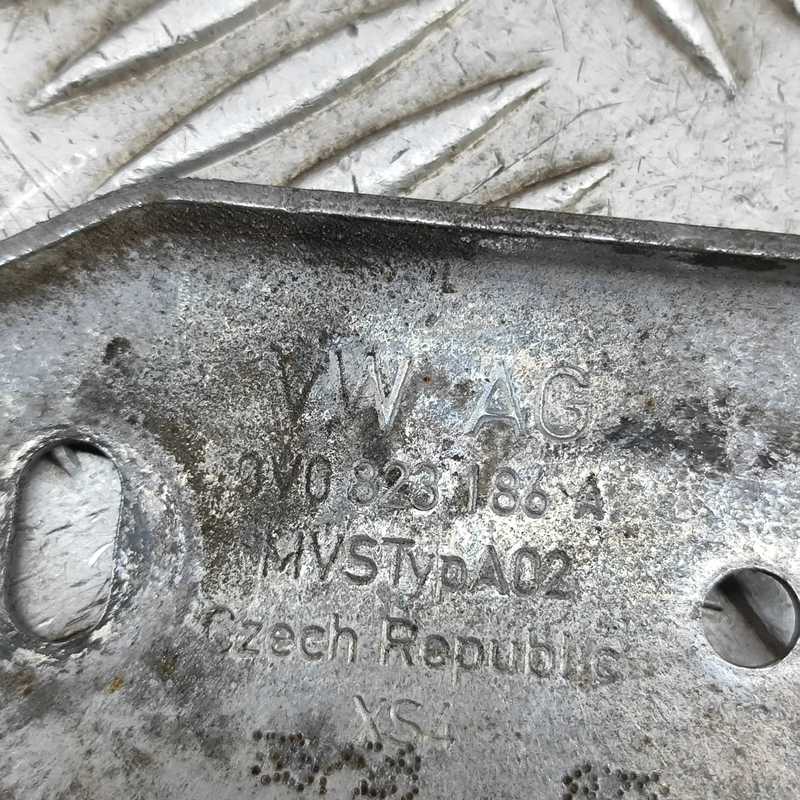 VW AG
0V0 823 186 A
MVSTypA02
Czech Republic
XS4